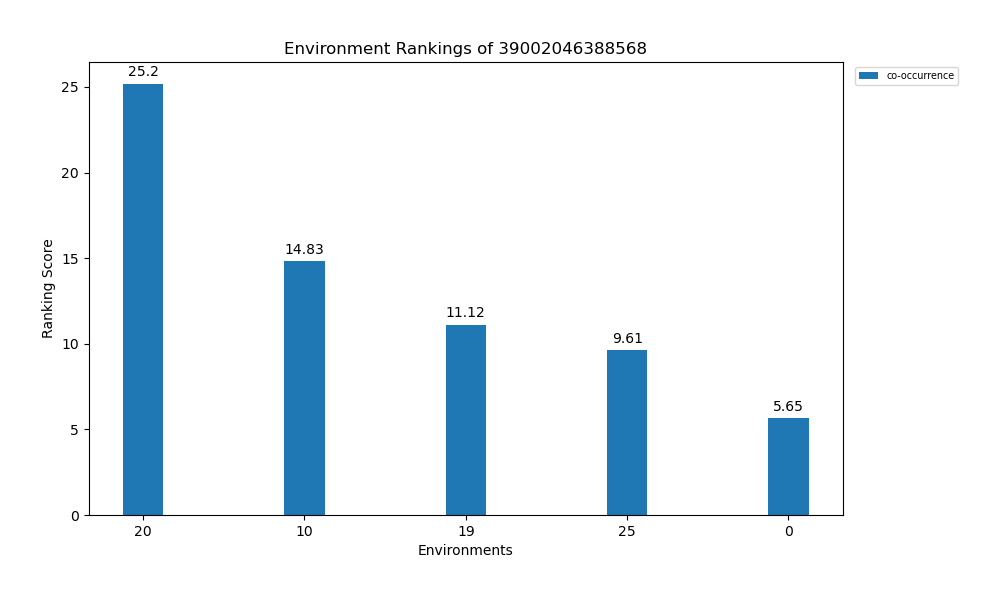 Environment Rankings of 39002046388568
co-occurrence
25.2
14.83
11.12
9.61
5.65
25
20
15
10
5
0
Ranking Score
20 10 19 25 0
Environments